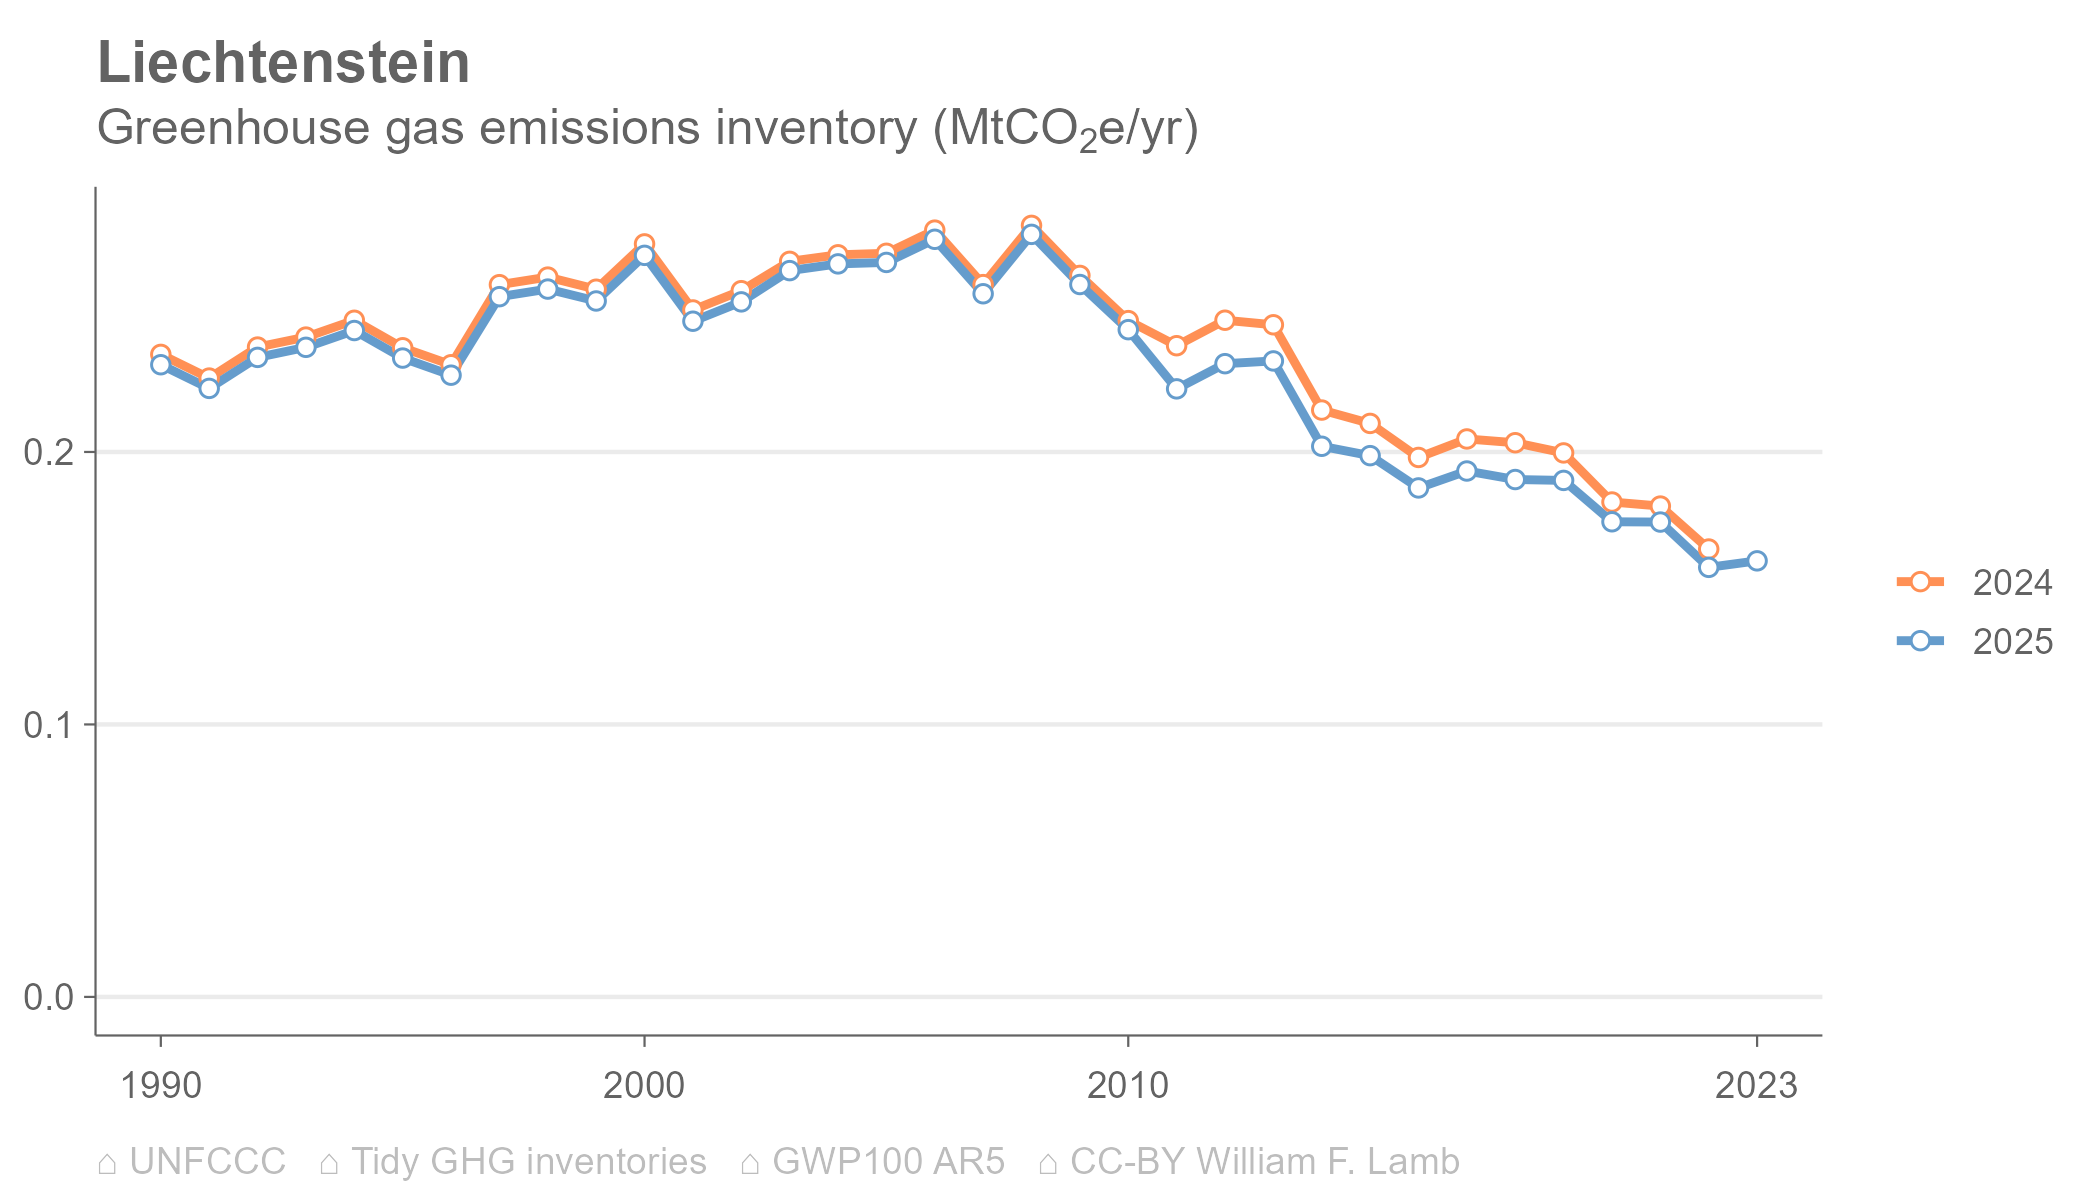 Liechtenstein
Greenhouse gas emissions inventory (MtCO₂e/yr)
0.2
0.1
0.0
1990 2000 2010 2023
2024
2025
⌂ UNFCCC ⌂ Tidy GHG inventories ⌂ GWP100 AR5 ⌂ CC-BY William F. Lamb